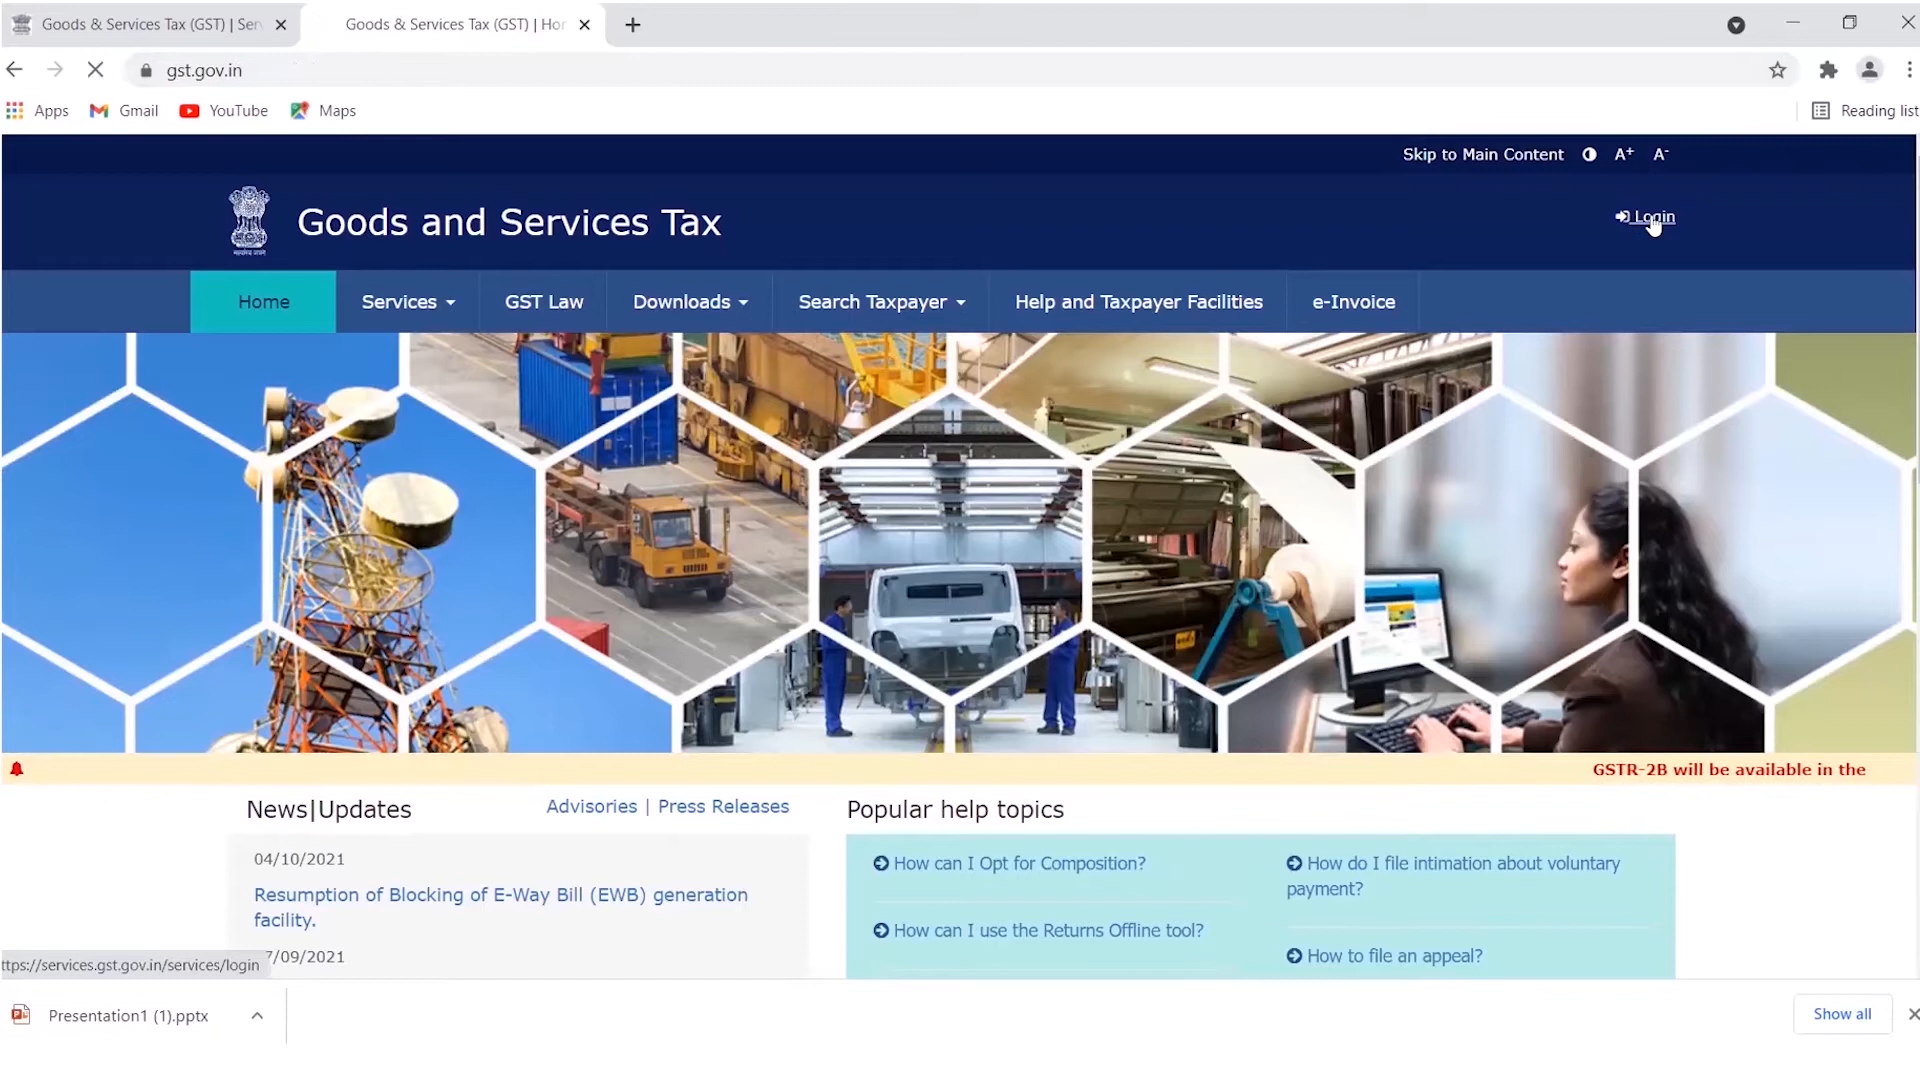 Goods & Services Tax (GST) | Ser
Goods & Services Tax (GST) | Hor
gst.gov.in
Apps
Gmail
YouTube
Maps
Reading list
Skip to Main Content
A+
A-
Goods and Services Tax
Login
Home
Services
GST Law
Downloads
Search Taxpayer
Help and Taxpayer Facilities
e-Invoice
GSTR-2B will be available in the
News|Updates
Advisories | Press Releases
04/10/2021
Resumption of Blocking of E-Way Bill (EWB) generation
facility.
7/09/2021
Popular help topics
How can I Opt for Composition?
How can I use the Returns Offline tool?
How do I file intimation about voluntary
payment?
How to file an appeal?
ttps://services.gst.gov.in/services/login
Presentation1 (1).pptx
Show all